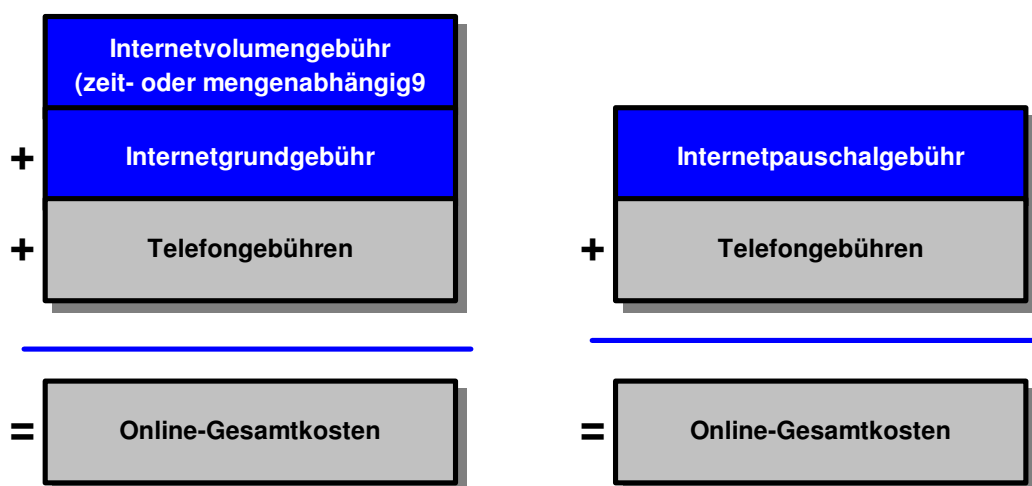 Internetvolumengebühr
(zeit- oder mengenabhängig9
+ Internetgrundgebühr
+ Telefongebühren
= Online-Gesamtkosten
Internetpauschalgebühr
+ Telefongebühren
= Online-Gesamtkosten